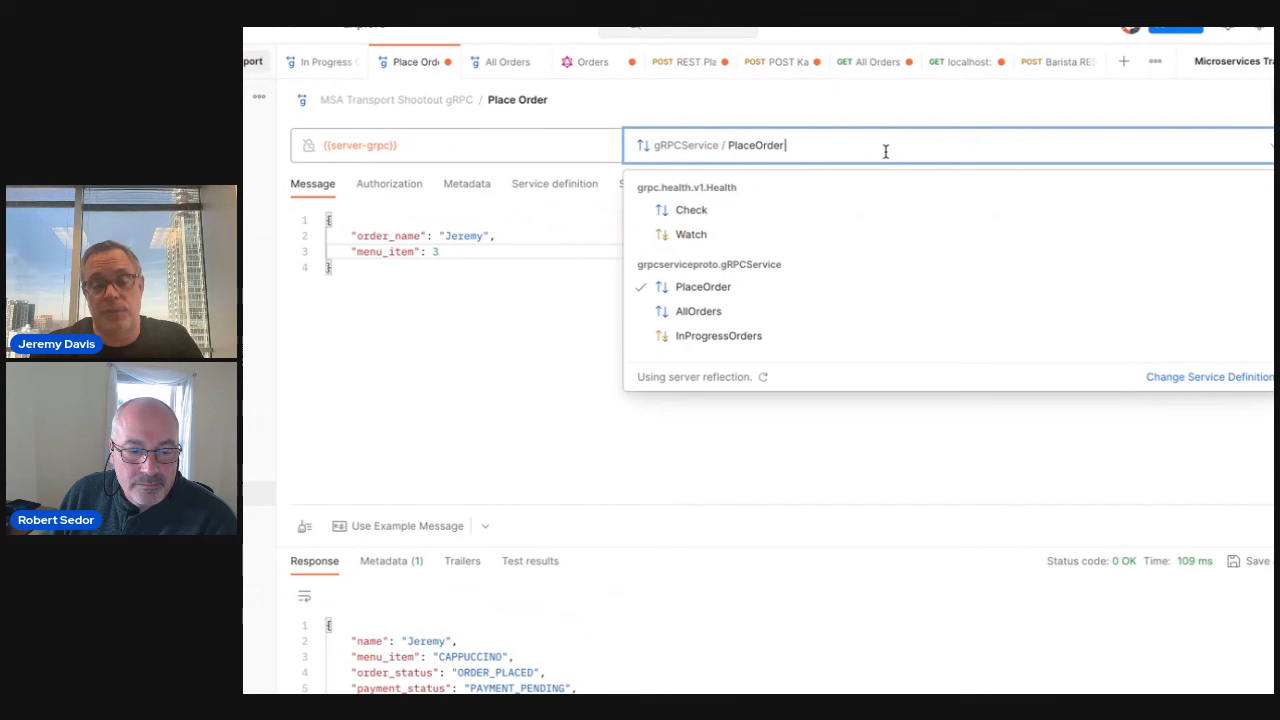 port
In Progress
Place Ord
All Orders
Orders
POST REST Pla
POST POST Ka
GET All Orders
GET localhost:
POST Barista RES
Microservices Tra
MSA Transport Shootout gRPC / Place Order
{{server-grpc}}
gRPCService / PlaceOrder
Message
Authorization
Metadata
Service definition
S
1 {
2 "order_name": "Jeremy",
3 "menu_item": 3
4 }
grpc.health.v1.Health
Check
Watch
grpcserviceproto.gRPCService
PlaceOrder
AllOrders
InProgressOrders
Using server reflection.
Change Service Definition
Jeremy Davis
Robert Sedor
Use Example Message
Response
Metadata (1)
Trailers
Test results
Status code: 0 OK Time: 109 ms
Save
1 {
2 "name": "Jeremy",
3 "menu_item": "CAPPUCCINO",
4 "order_status": "ORDER_PLACED",
5 "payment_status": "PAYMENT_PENDING",